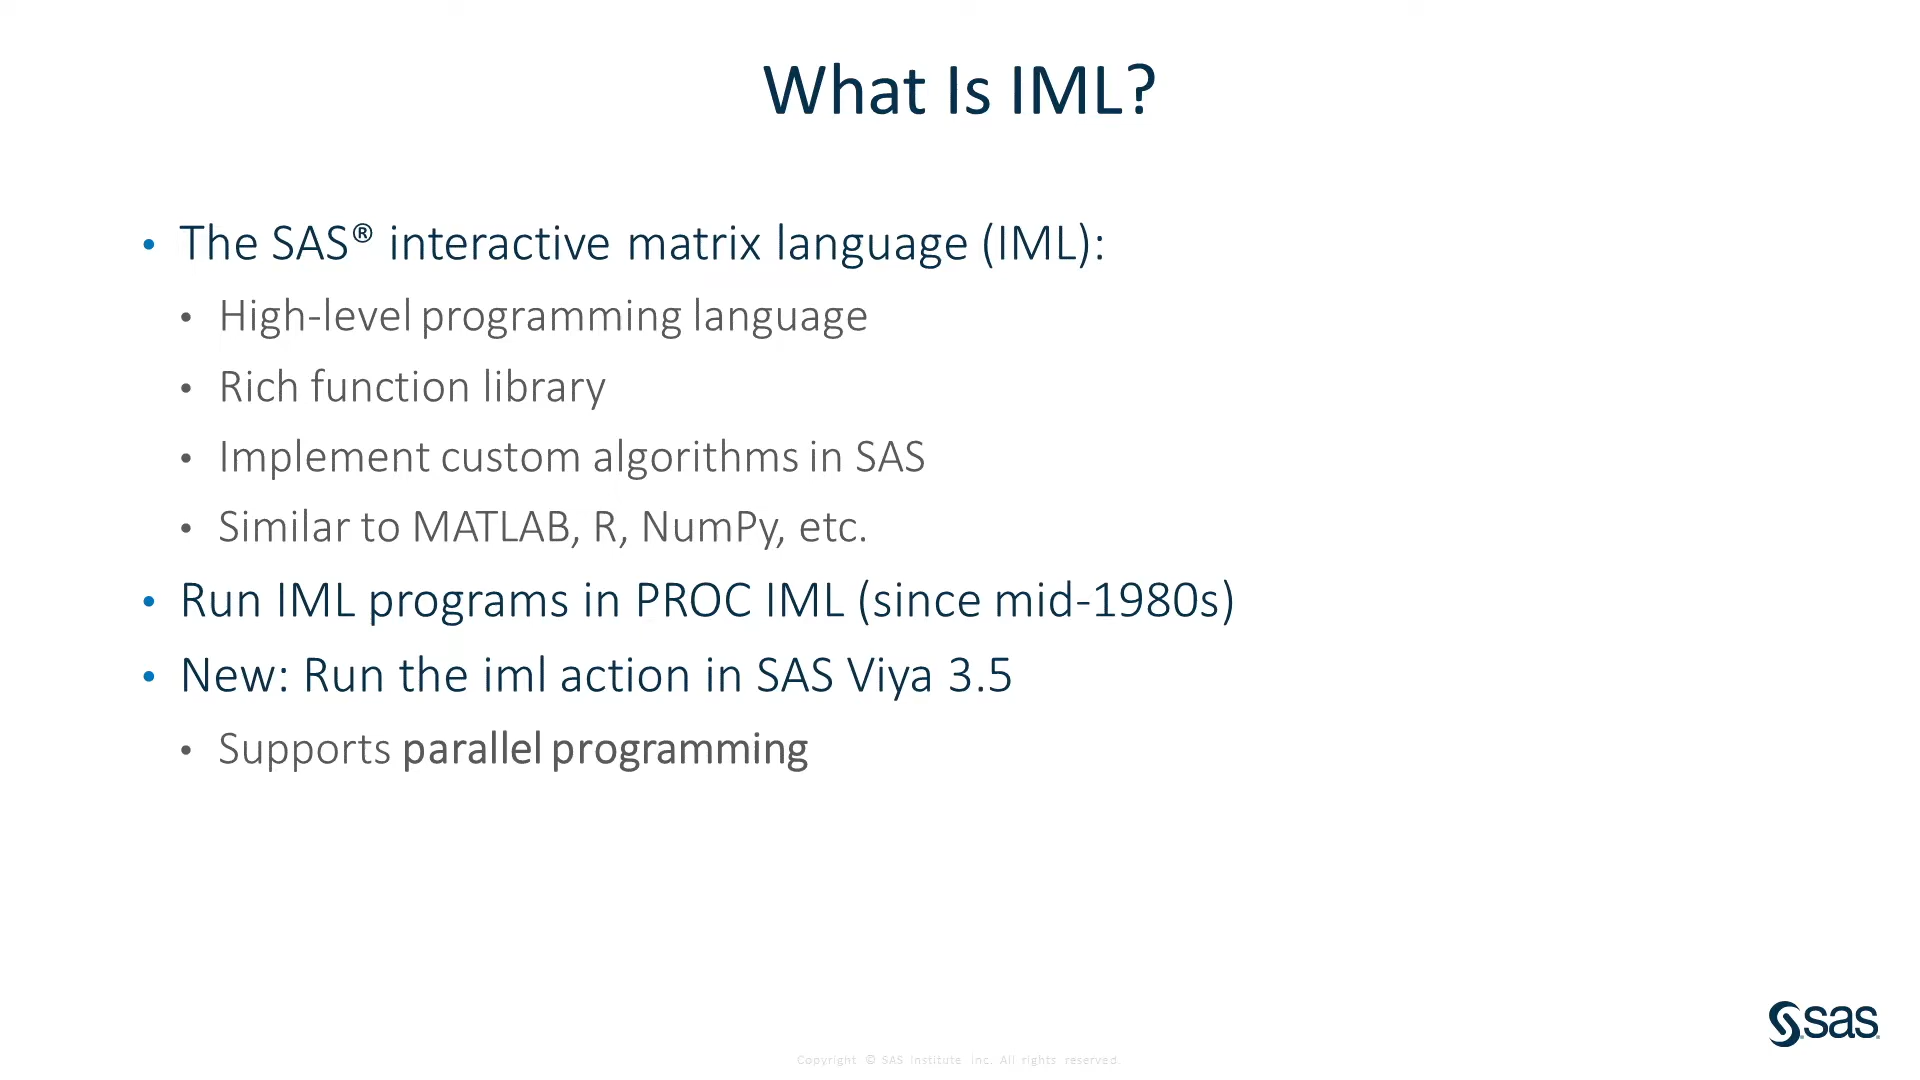 What Is IML?
• The SAS® interactive matrix language (IML):
• High-level programming language
• Rich function library
• Implement custom algorithms in SAS
• Similar to MATLAB, R, NumPy, etc.
• Run IML programs in PROC IML (since mid-1980s)
• New: Run the iml action in SAS Viya 3.5
• Supports parallel programming
sas
Copyright © SAS Institute Inc. All rights reserved.